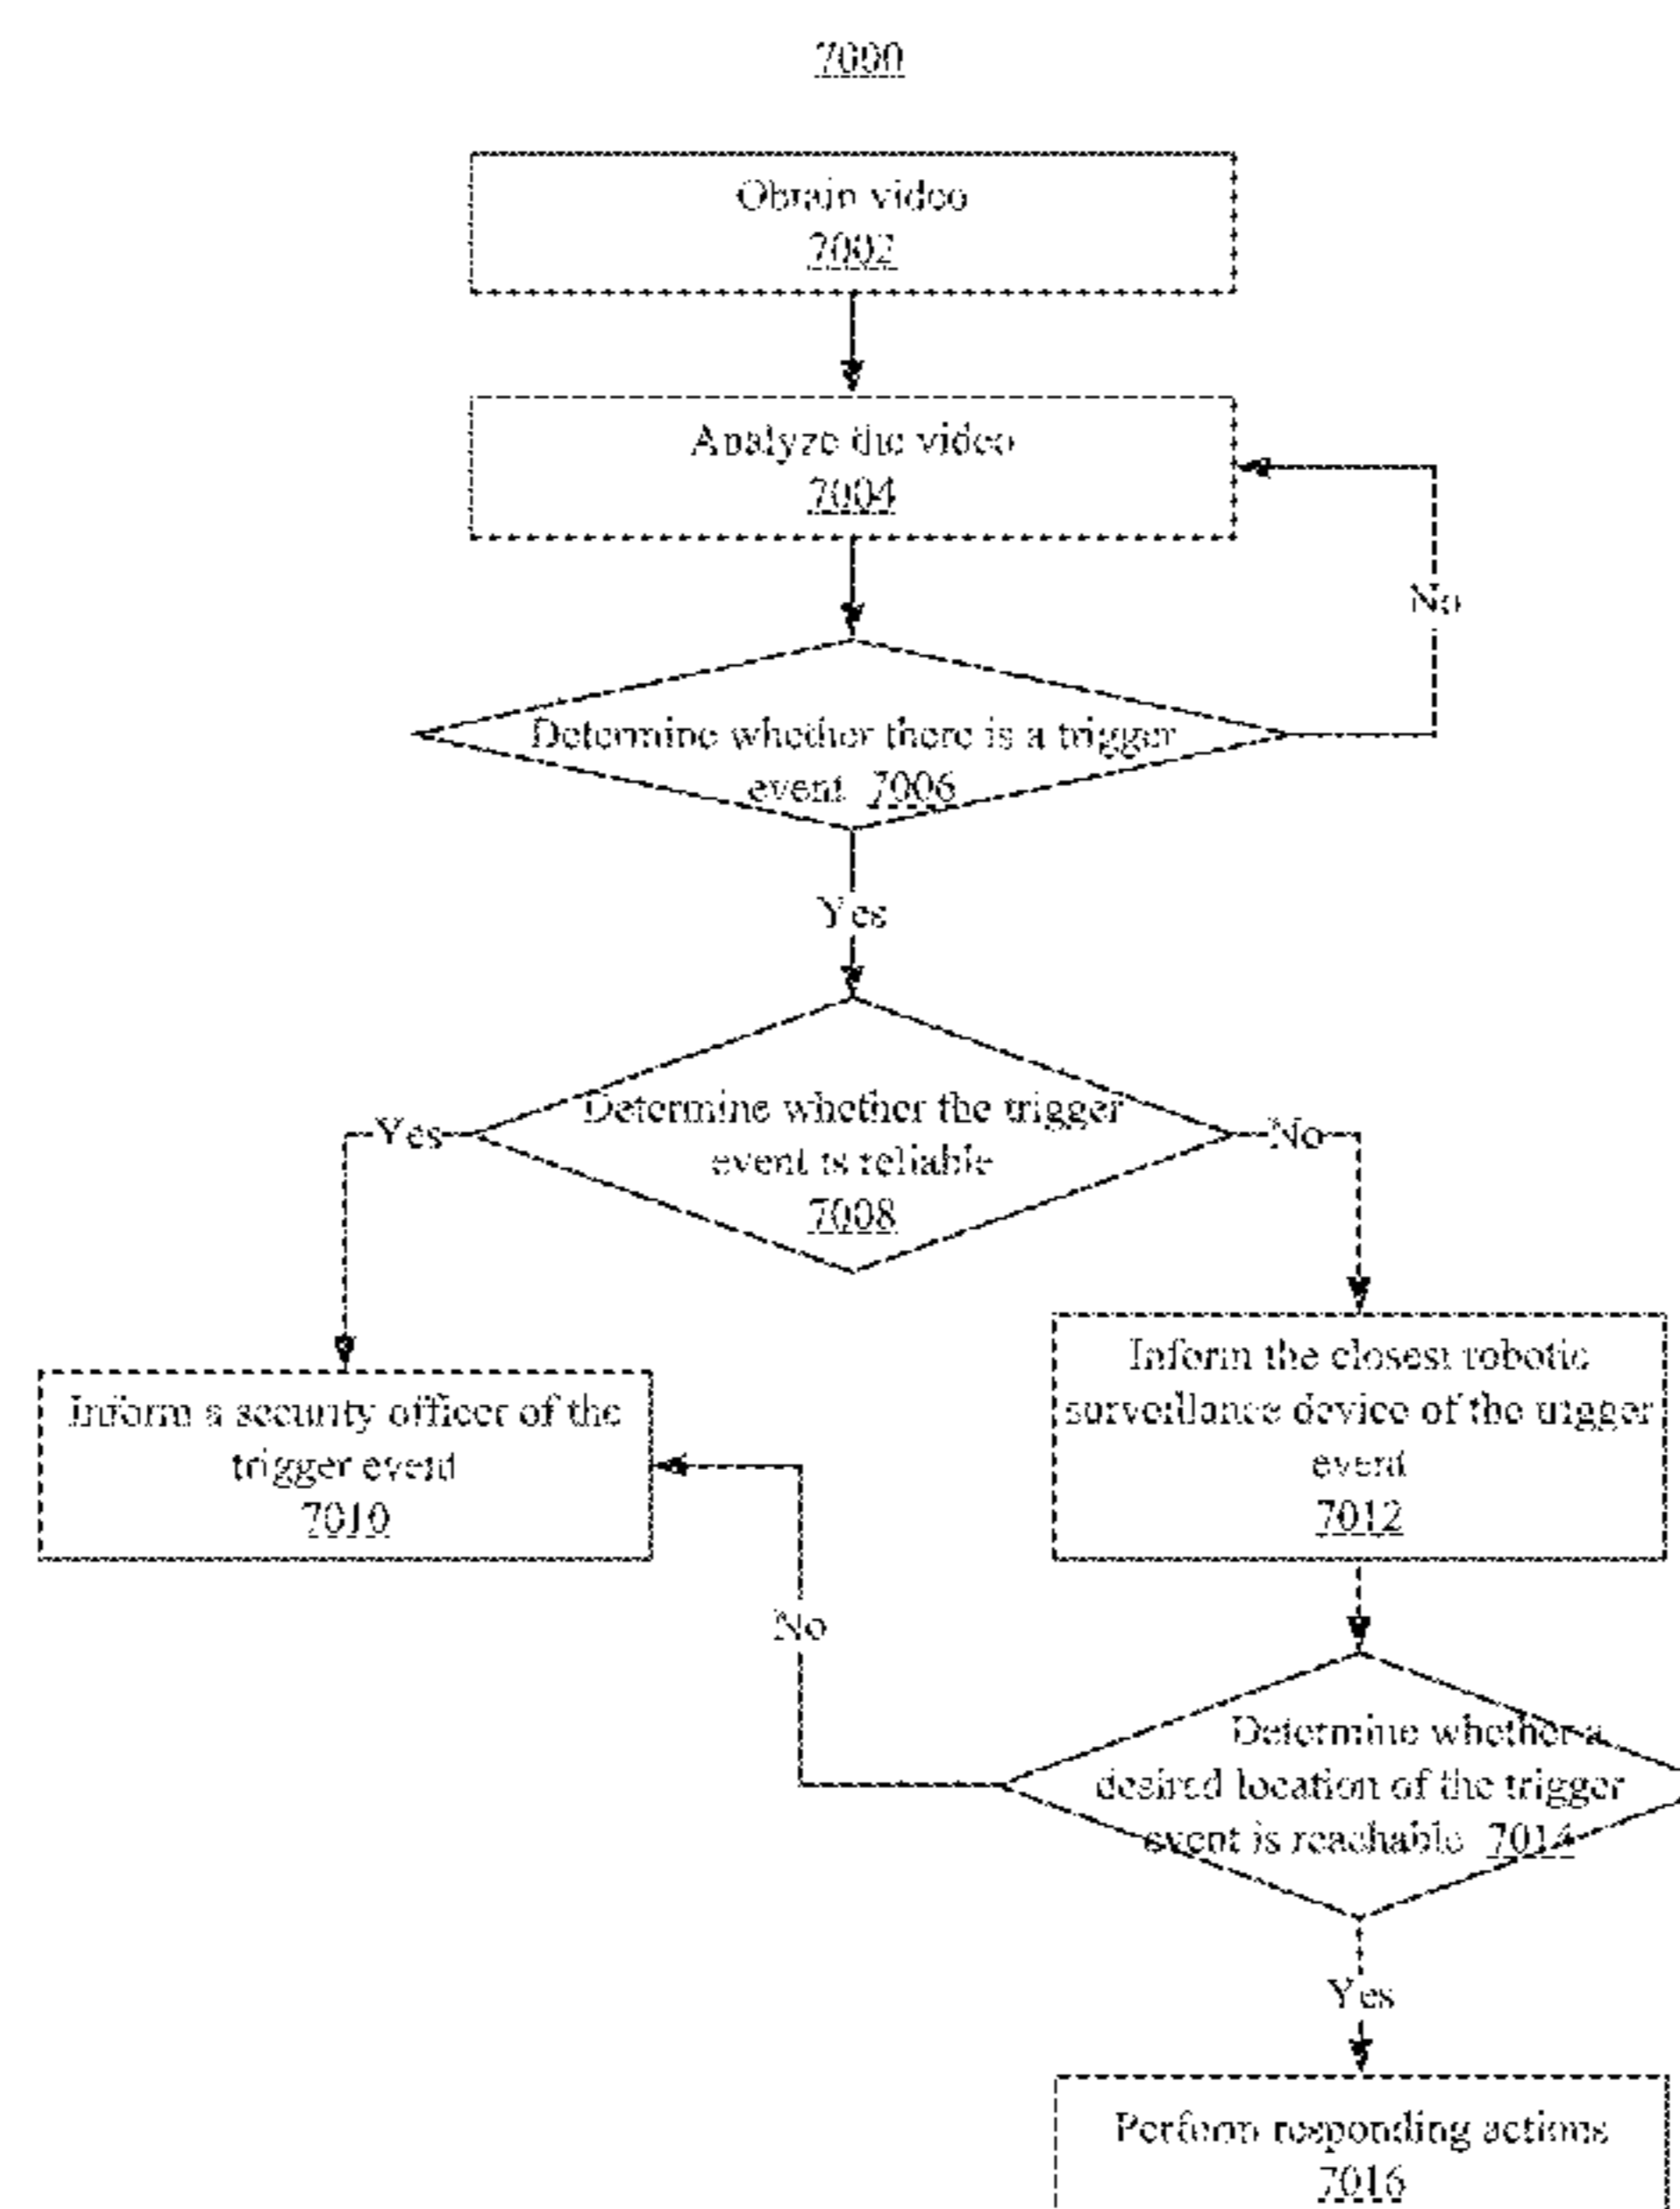 7000
Obtain video
7002
Analyze the video
7004
No
Determine whether there is a trigger
event 7006
Yes
Determine whether the trigger
event is reliable
7008
Yes
No
Inform a security officer of the
trigger event
7010
Inform the closest robotic
surveillance device of the trigger
event
7012
No
Determine whether a
desired location of the trigger
event is reachable 7014
Yes
Perform responding actions
7016